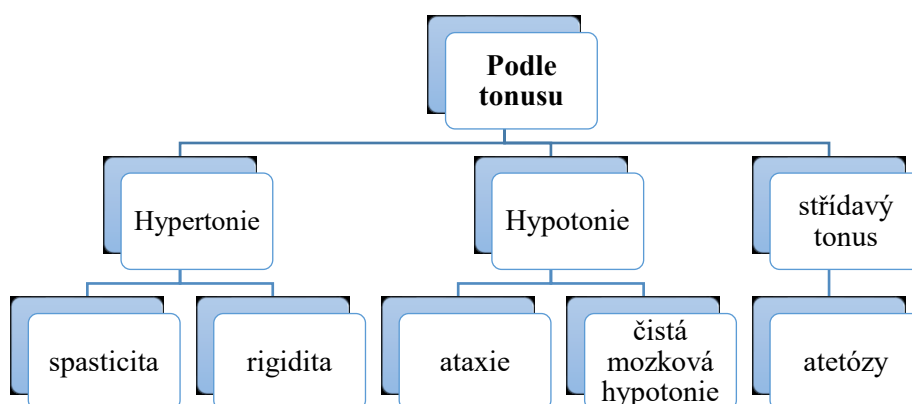 Podle
tonusu
Hypertonie
Hypotonie
střídavý
tonus
spasticita
rigidita
ataxie
čistá
mozková
hypotonie
atetózy